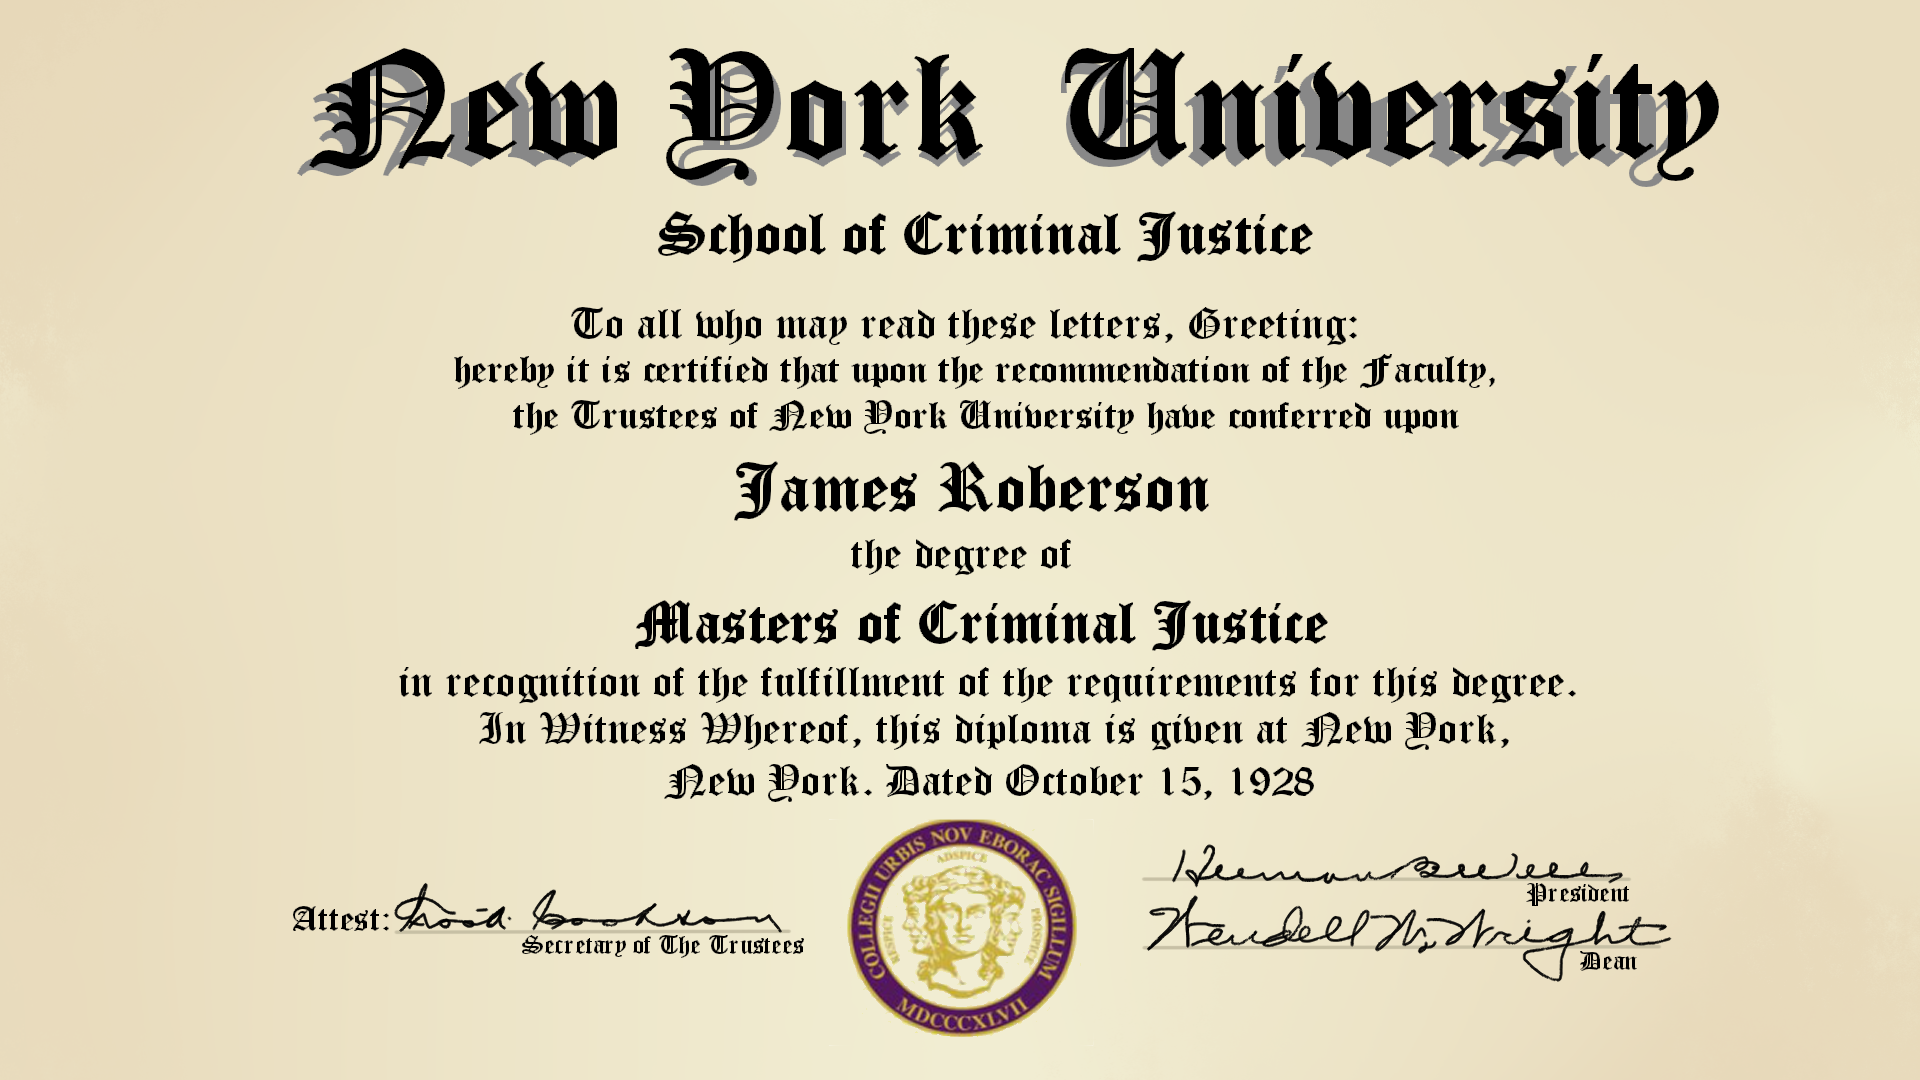 New York University
School of Criminal Justice
To all who may read these letters, Greeting:
hereby it is certified that upon the recommendation of the Faculty,
the Trustees of New York University have conferred upon
James Roberson
the degree of
Masters of Criminal Justice
in recognition of the fulfillment of the requirements for this degree.
In Witness Whereof, this diploma is given at New York,
New York. Dated October 15, 1928
COLLEGII URBIS NOV EBORAC SIGILLUM
ADSPICE
RESPICE
PROSPICE
MDCCCXLVII
Attest:
Secretary of The Trustees
Herman B Wells
President
Wendell W. Wright
Dean